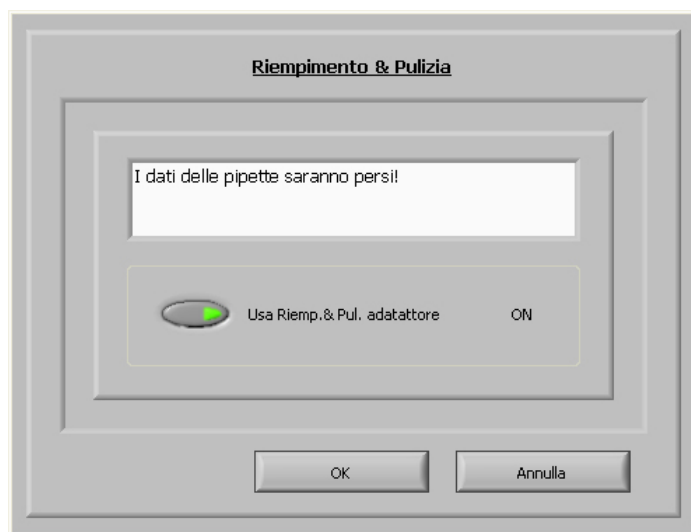 Riempimento & Pulizia
I dati delle pipette saranno persi!
Usa Riemp.& Pul. adatattore ON
OK Annulla